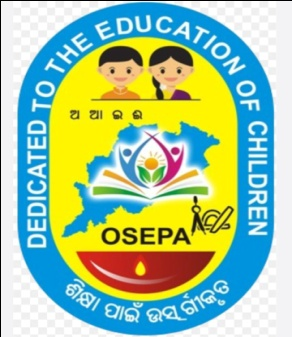 DEDICATED TO THE EDUCATION OF CHILDREN
ଅ ଆ ଇ ଈ
OSEPA
ଶିକ୍ଷା ପାଇଁ ଉତ୍ସର୍ଗୀକୃତ